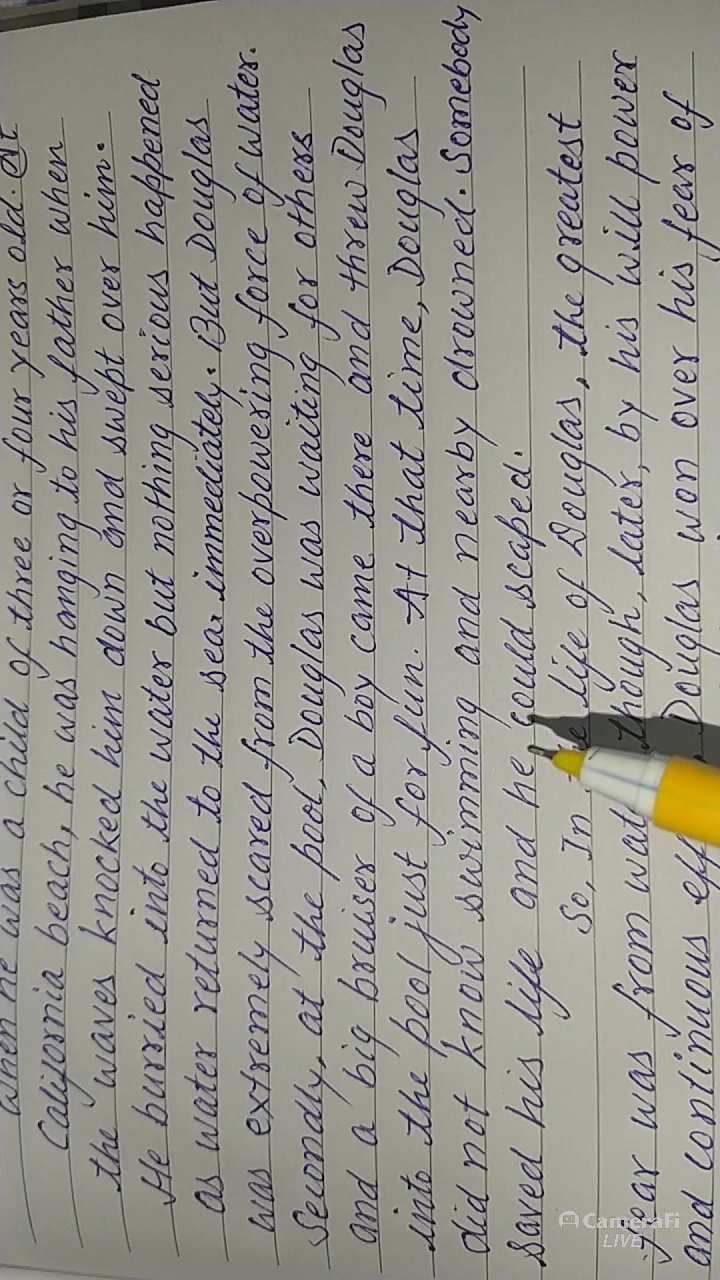 when he was a child of three or four years old. At
California beach, he was hanging to his father when
the waves knocked him down and swept over him.
He burried into the water but nothing serious happened
as water returned to the sea immediately. But Douglas
was extremely scared from the overpowering force of water.
Secondly, at the pool, Douglas was waiting for others
and a big bruiser of a boy came there and threw Douglas
into the pool just for fun. At that time, Douglas
did not know swimming and nearby drowned. Somebody
saved his life and he could scaped.
So, In life of Douglas, the greatest
fear was from though, later, by his will power
and continuous Douglas won over his fear of
CameraFi
LIVE